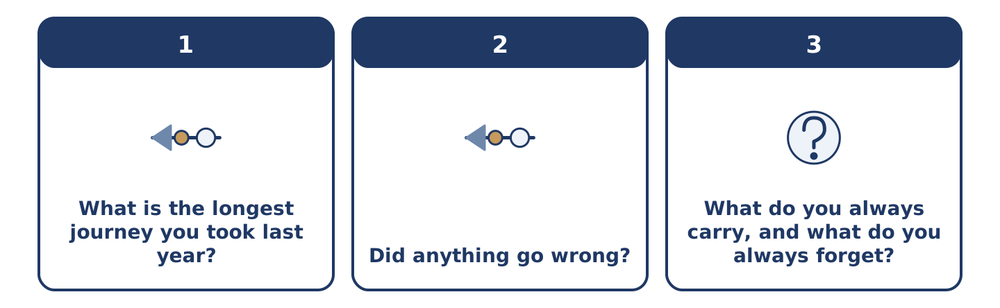 1
What is the longest
journey you took last
year?
2
Did anything go wrong?
3
?
What do you always
carry, and what do you
always forget?